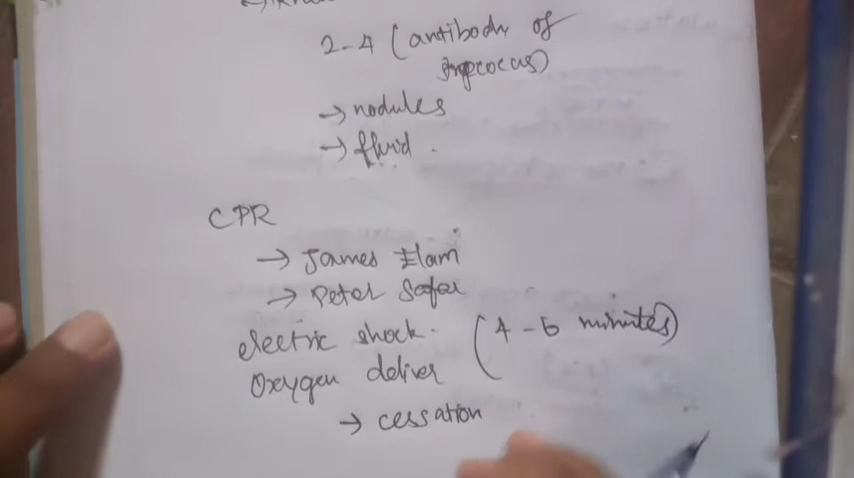 2-4 (antibody of
→ nodules
→ fluid.
CPR
→ James Elam
→ Peter Safar
electric shock. (4-6 minutes)
Oxygen deliver
→ cessation